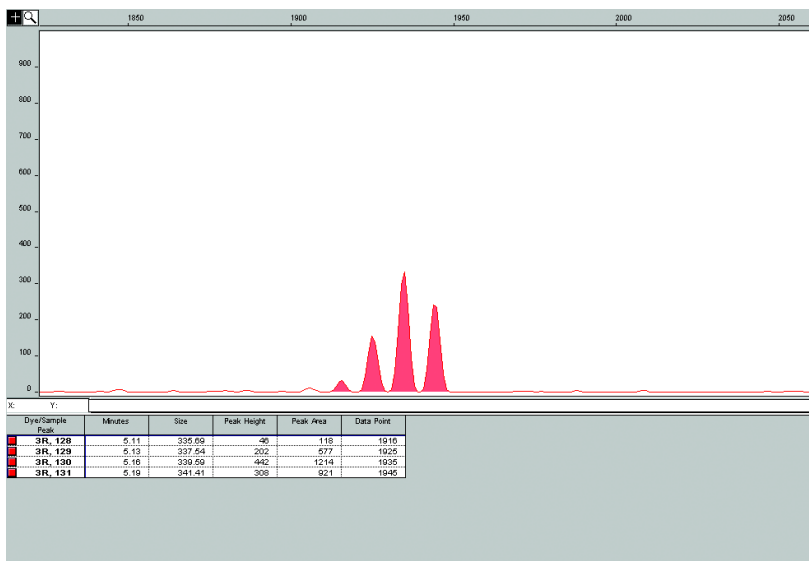 1850 1900 1950 2000 2050
900
800
700
600
500
400
300
200
100
0
X: Y:
Dye/Sample Peak Minutes Size Peak Height Peak Area Data Point
3R, 128 5.11 335.69 46 118 1916
3R, 129 5.13 337.54 202 577 1925
3R, 130 5.16 339.59 442 1214 1935
3R, 131 5.19 341.41 308 921 1945